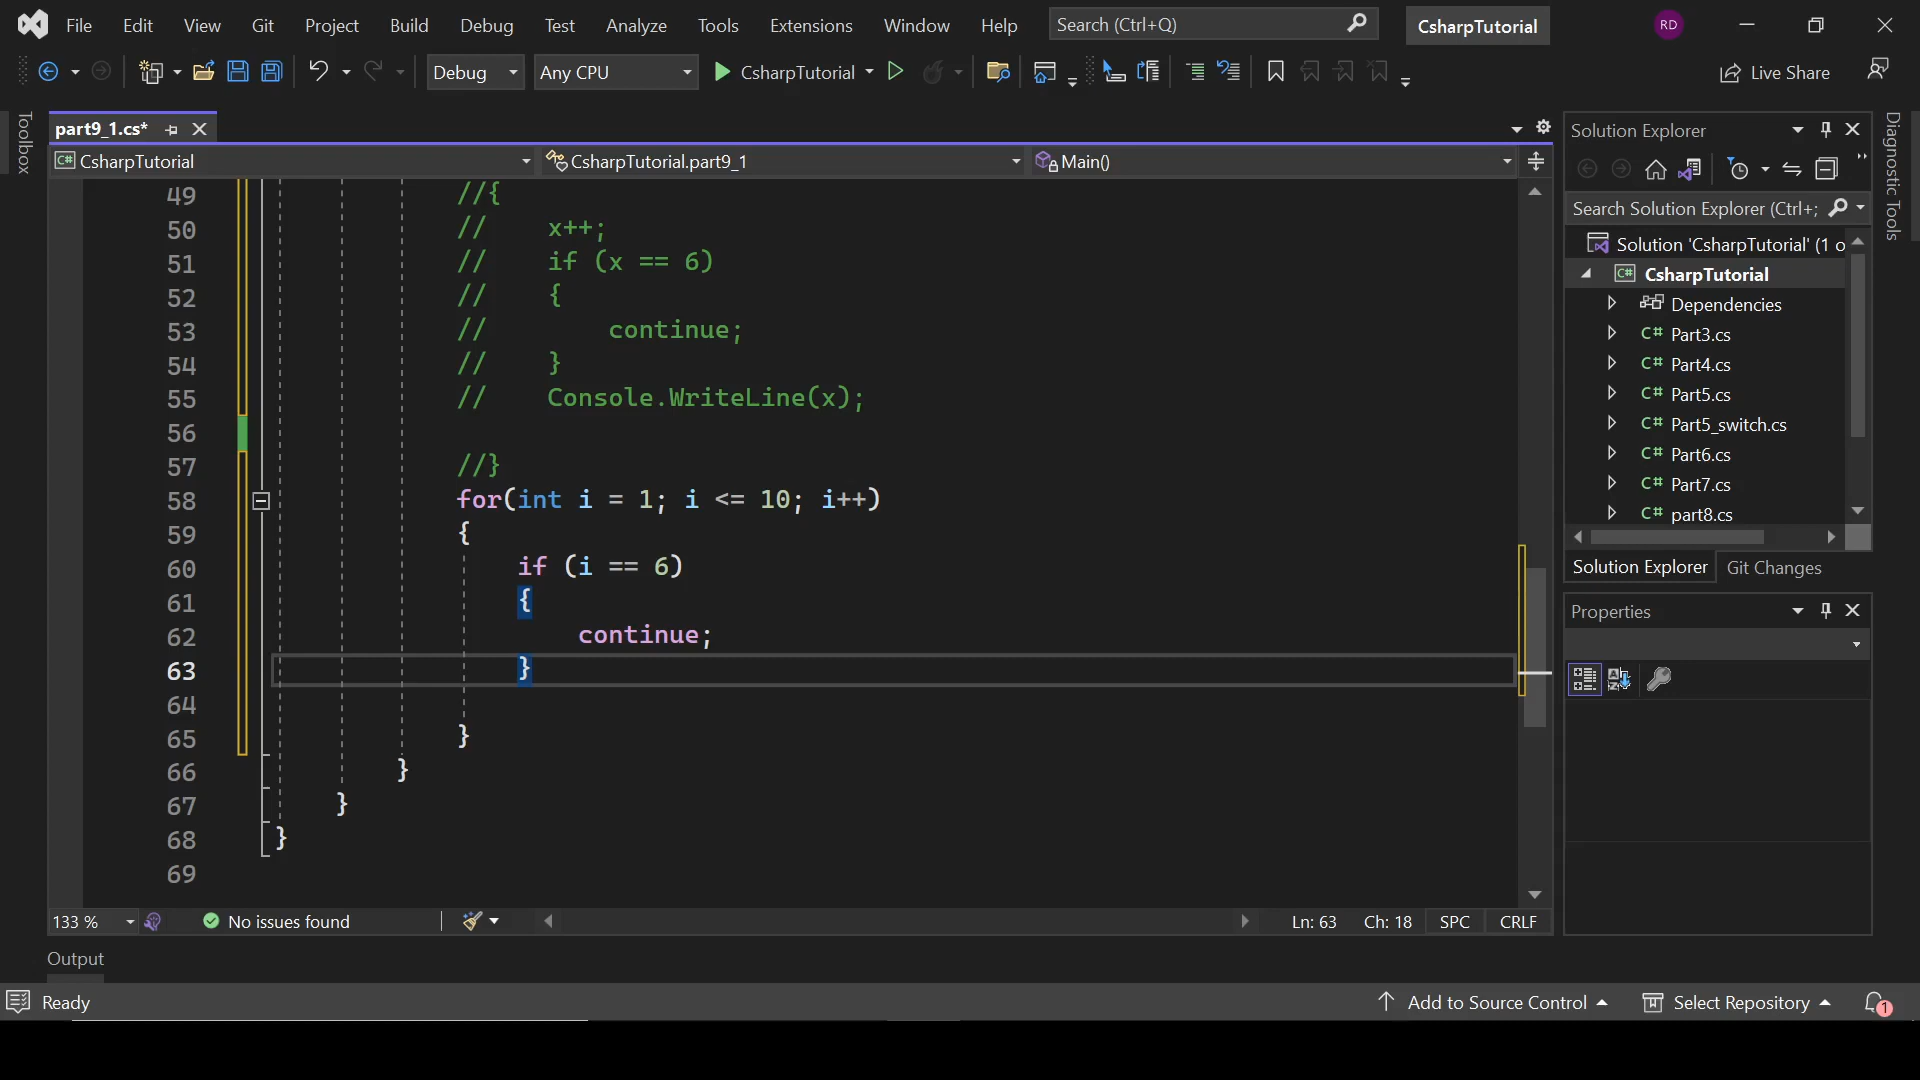 File Edit View Git Project Build Debug Test Analyze Tools Extensions Window Help Search (Ctrl+Q) CsharpTutorial RD
Debug Any CPU CsharpTutorial Live Share
Toolbox
part9_1.cs*
CsharpTutorial CsharpTutorial.part9_1 Main()
49 //{
50 // x++;
51 // if (x == 6)
52 // {
53 // continue;
54 // }
55 // Console.WriteLine(x);
56
57 //}
58 for(int i = 1; i <= 10; i++)
59 {
60 if (i == 6)
61 {
62 continue;
63 }
64
65 }
66 }
67 }
68 }
69
133 % No issues found Ln: 63 Ch: 18 SPC CRLF
Solution Explorer
Search Solution Explorer (Ctrl+;
Solution 'CsharpTutorial' (1 o
C# CsharpTutorial
Dependencies
C# Part3.cs
C# Part4.cs
C# Part5.cs
C# Part5_switch.cs
C# Part6.cs
C# Part7.cs
C# part8.cs
Solution Explorer Git Changes
Properties
Diagnostic Tools
Output
Ready Add to Source Control Select Repository 1